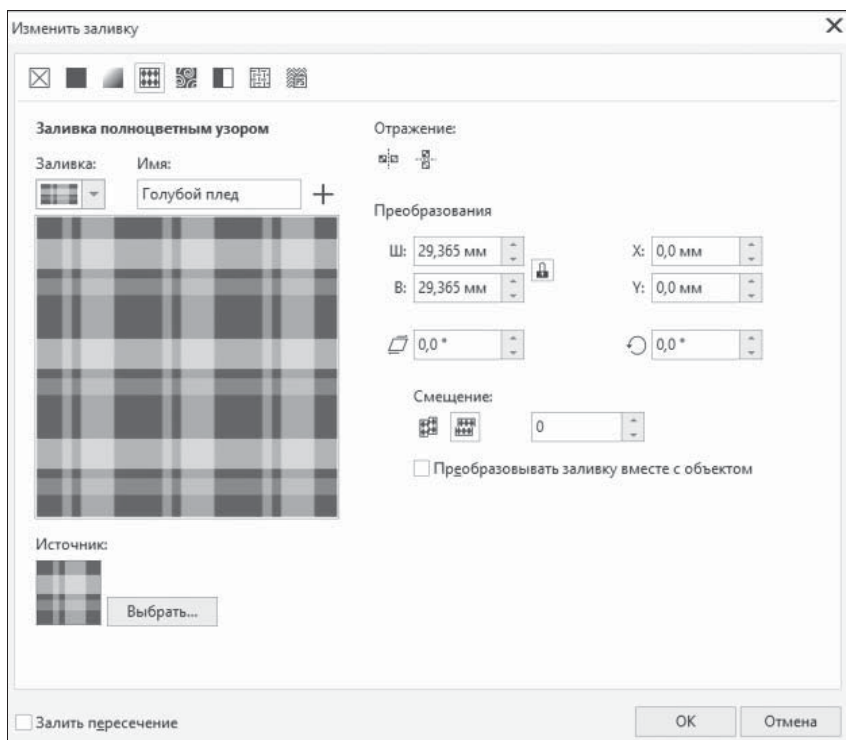 Изменить заливку
Заливка полноцветным узором
Заливка:
Имя:
Голубой плед
Источник:
Выбрать...
Отражение:
Преобразования
Ш: 29,365 мм
X: 0,0 мм
В: 29,365 мм
Y: 0,0 мм
0,0 °
0,0 °
Смещение:
0
Преобразовывать заливку вместе с объектом
Залить пересечение
OK
Отмена